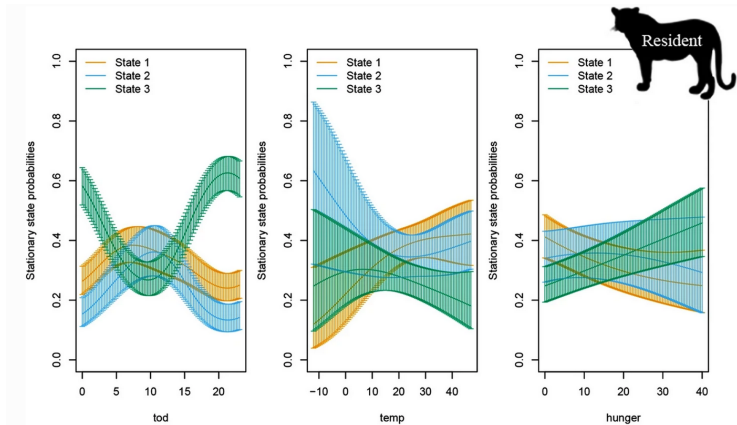 Resident
State 1
State 2
State 3
Stationary state probabilities
1.0
0.8
0.6
0.4
0.2
0.0
0 5 10 15 20
tod
State 1
State 2
State 3
Stationary state probabilities
1.0
0.8
0.6
0.4
0.2
0.0
−10 0 10 20 30 40
temp
State 1
State 2
State 3
Stationary state probabilities
1.0
0.8
0.6
0.4
0.2
0.0
0 10 20 30 40
hunger